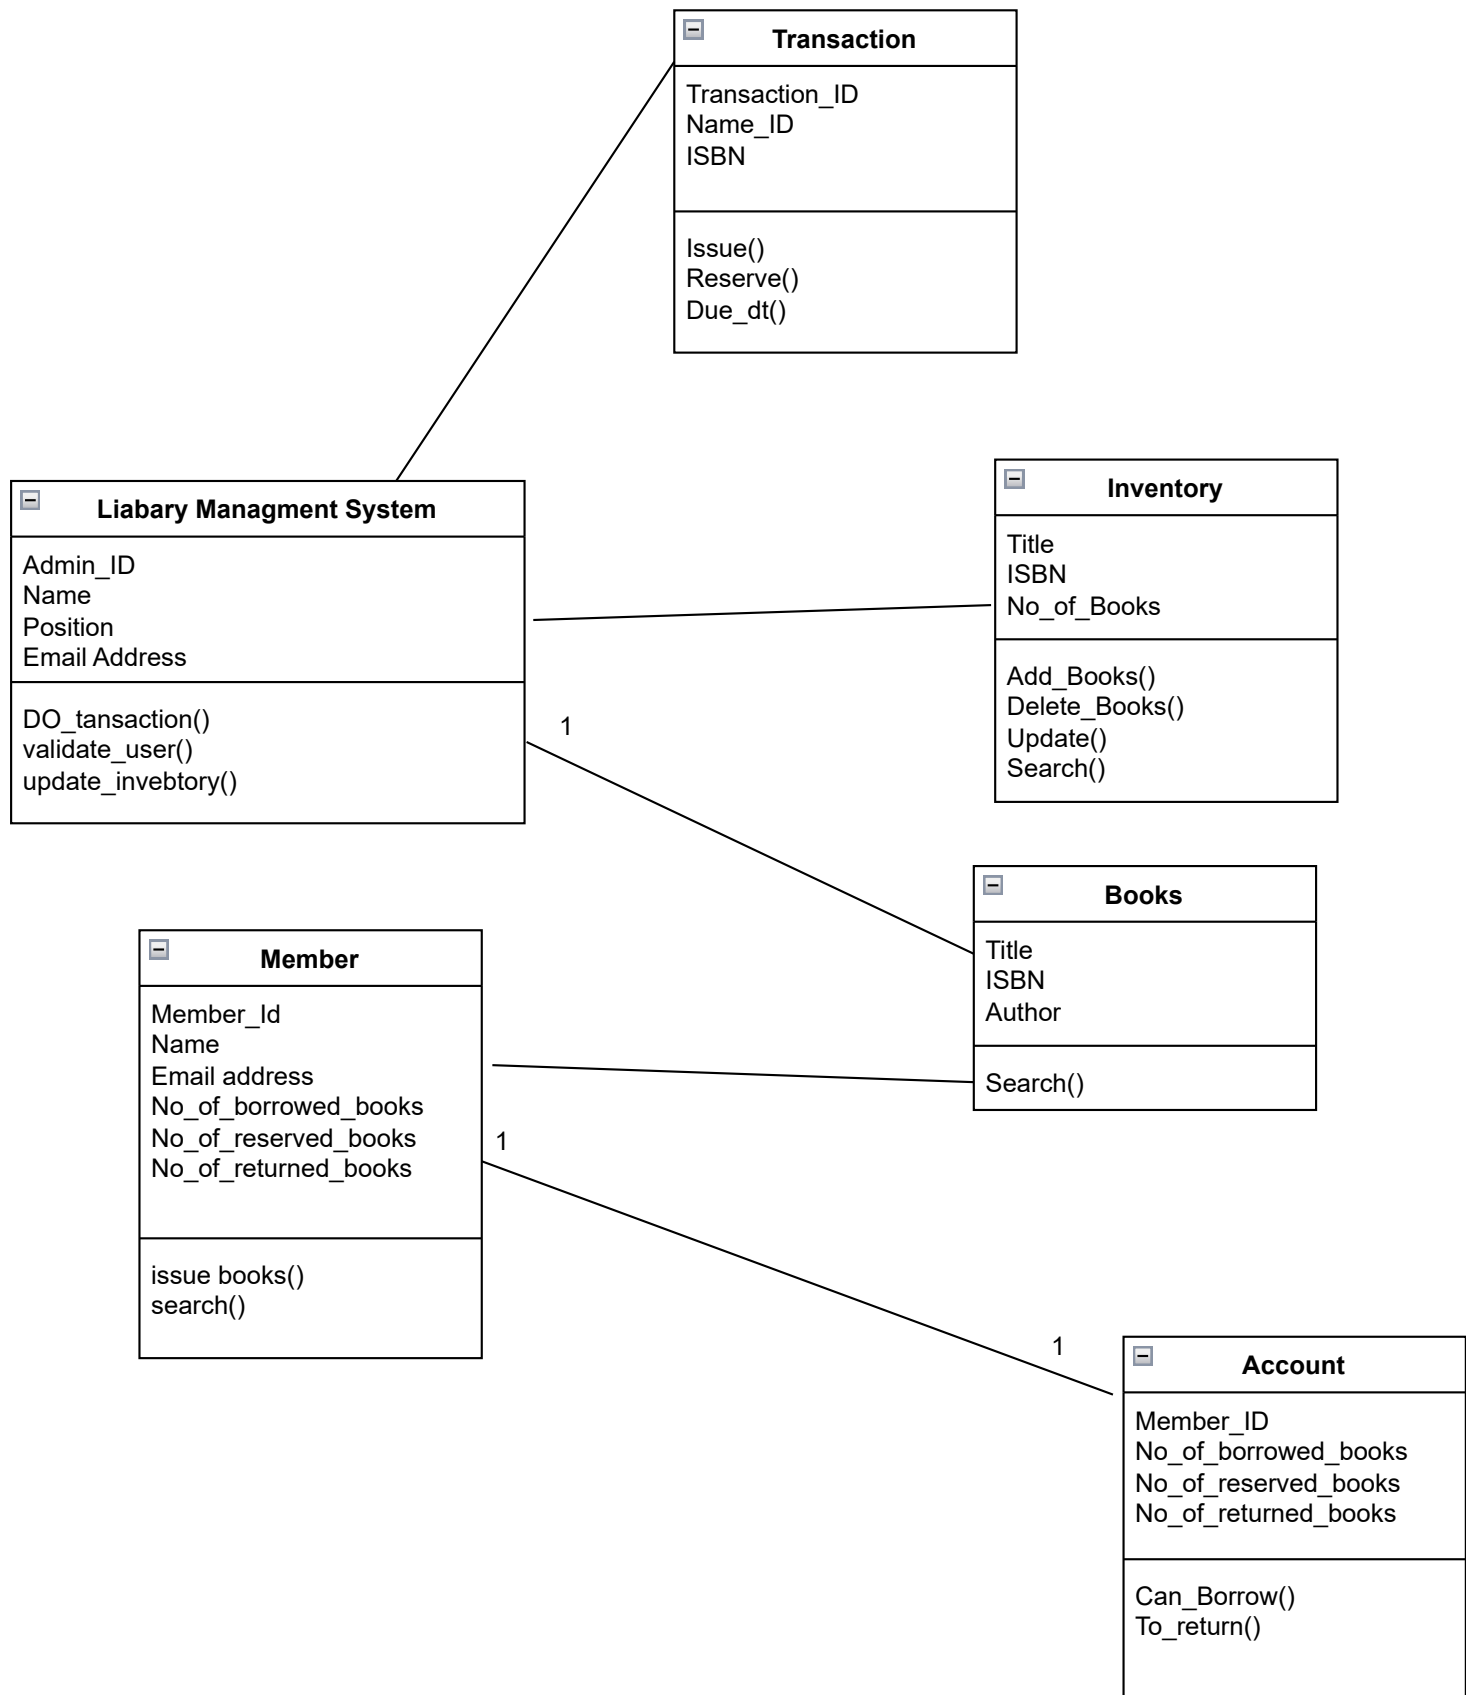 Transaction
Transaction_ID
Name_ID
ISBN
Issue()
Reserve()
Due_dt()
Liabary Managment System
Admin_ID
Name
Position
Email Address
DO_tansaction()
validate_user()
update_invebtory()
1
Inventory
Title
ISBN
No_of_Books
Add_Books()
Delete_Books()
Update()
Search()
Books
Title
ISBN
Author
Search()
Member
Member_Id
Name
Email address
No_of_borrowed_books
No_of_reserved_books
No_of_returned_books
issue books()
search()
1
1
Account
Member_ID
No_of_borrowed_books
No_of_reserved_books
No_of_returned_books
Can_Borrow()
To_return()